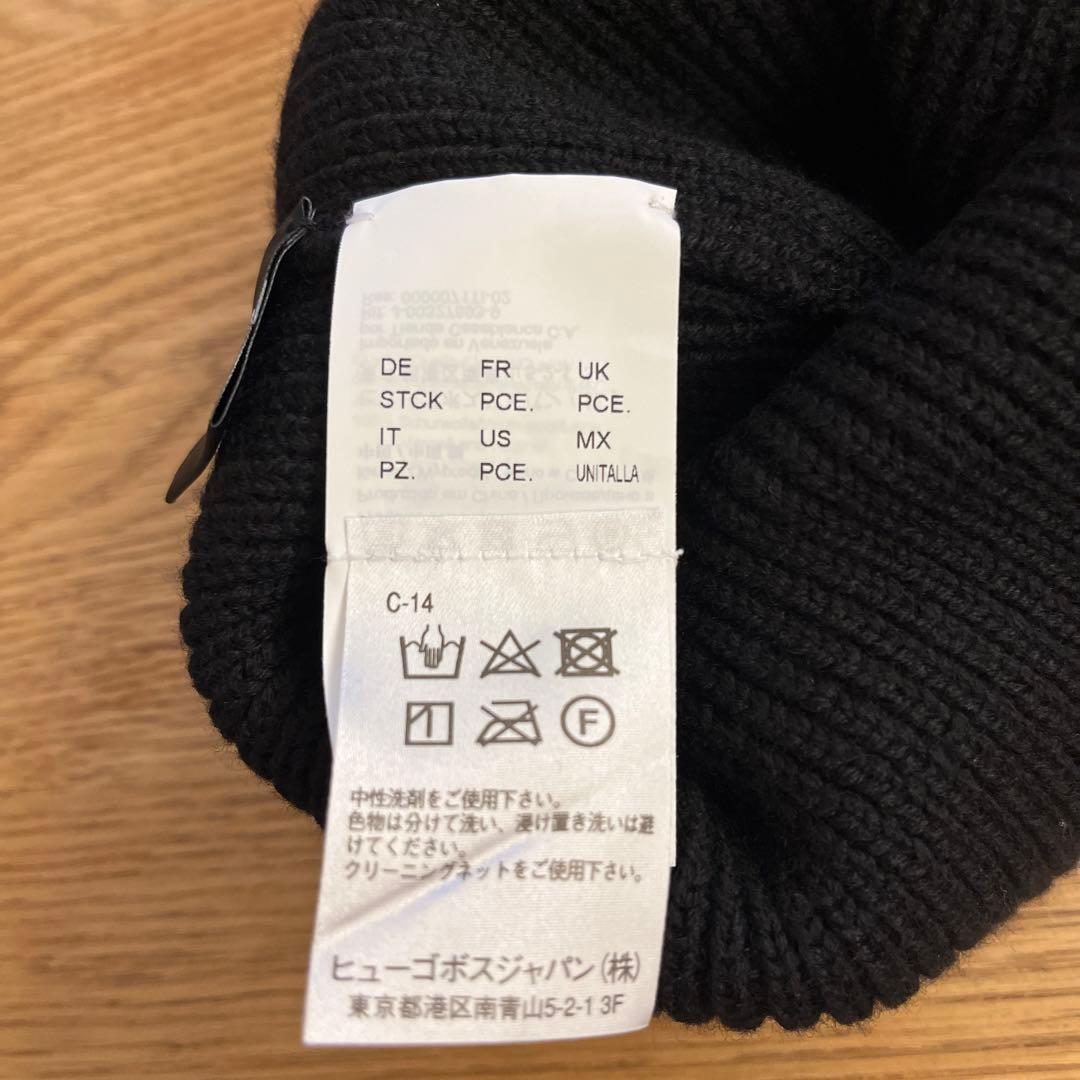 DE FR UK
STCK PCE. PCE.
IT US MX
PZ. PCE. UNITALLA
C-14
F
中性洗剤をご使用下さい。
色物は分けて洗い、浸け置き洗いは避
けてください。
クリーニングネットをご使用下さい。
ヒューゴボスジャパン(株)
東京都港区南青山5-2-1 3F